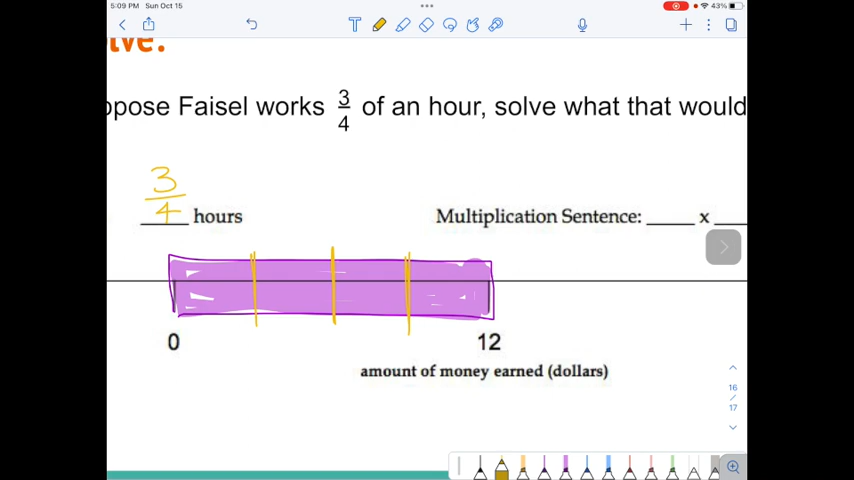 5:09 PM Sun Oct 15
43%
lve:
ppose Faisel works 3/4 of an hour, solve what that would
3/4 hours
Multiplication Sentence: ____ x ___
0
12
amount of money earned (dollars)
16
/
17